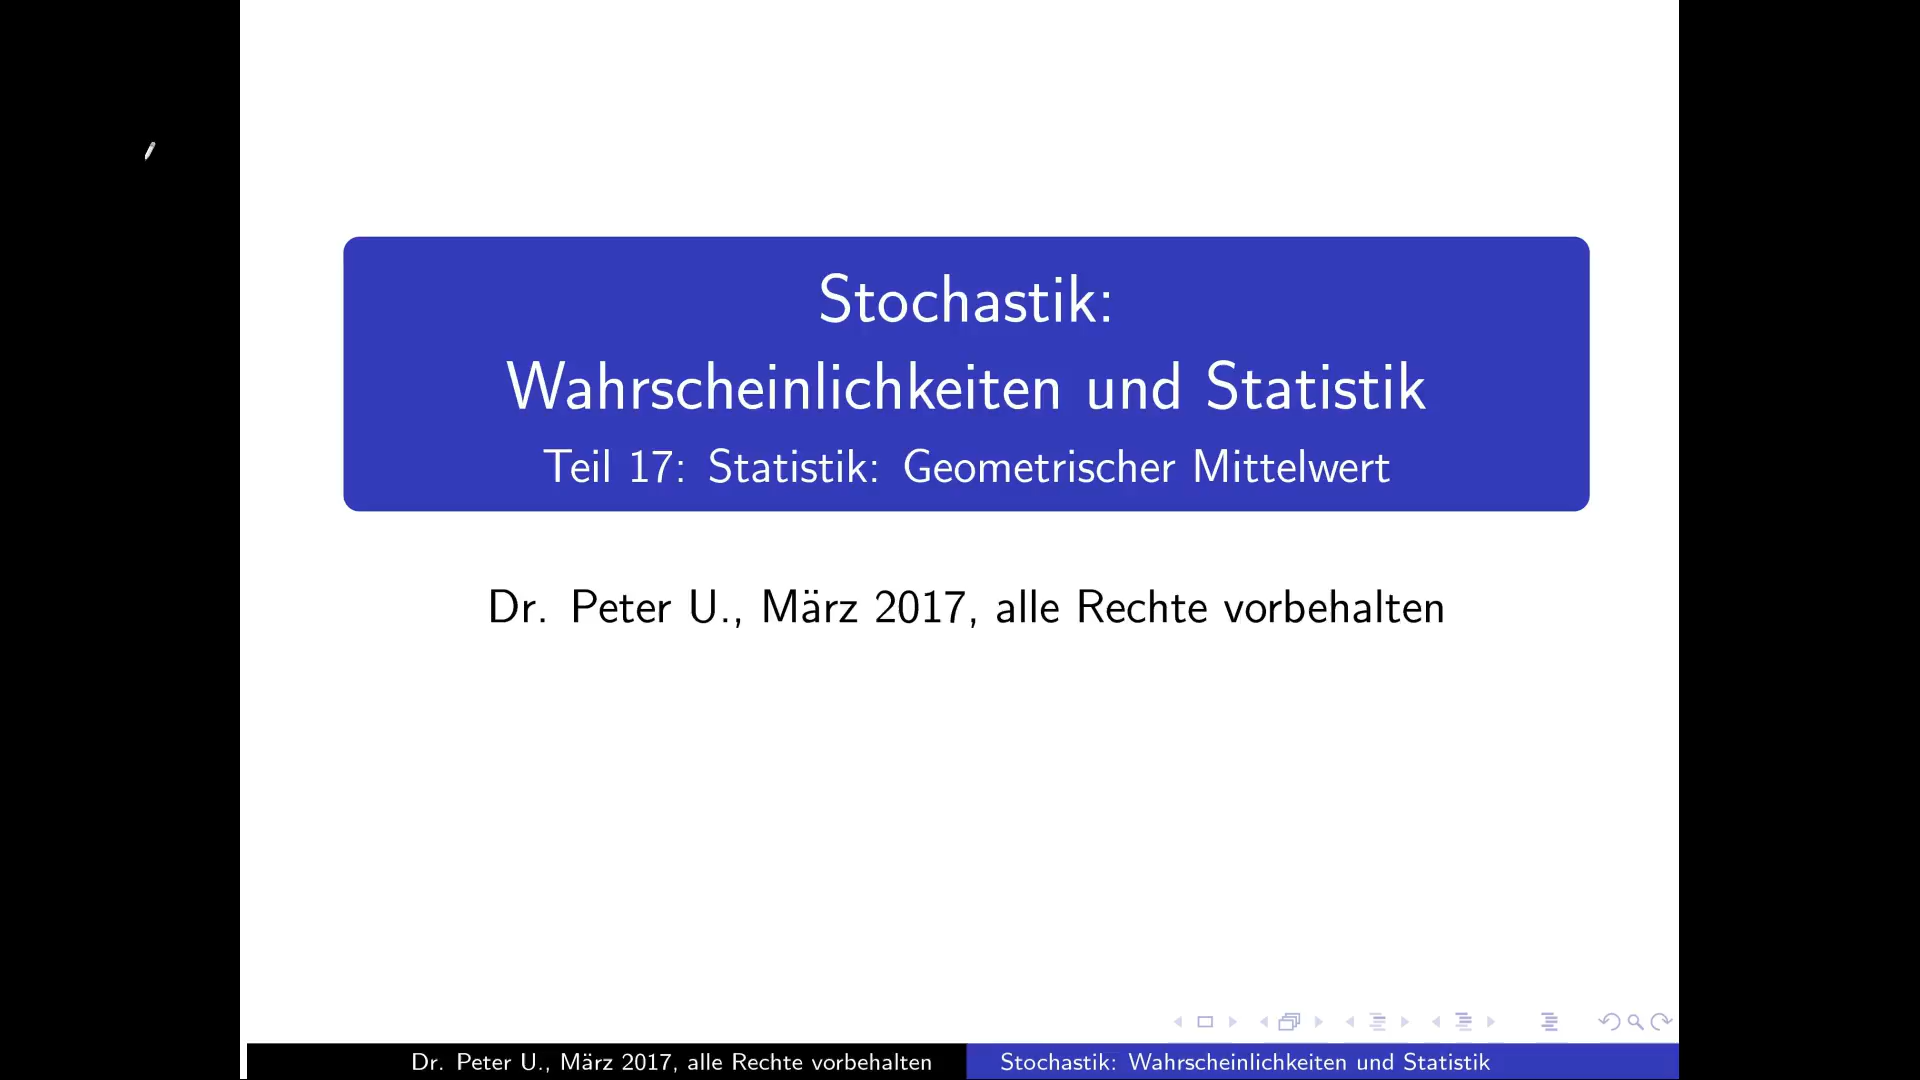 Stochastik:
Wahrscheinlichkeiten und Statistik
Teil 17: Statistik: Geometrischer Mittelwert
Dr. Peter U., März 2017, alle Rechte vorbehalten
Dr. Peter U., März 2017, alle Rechte vorbehalten
Stochastik: Wahrscheinlichkeiten und Statistik